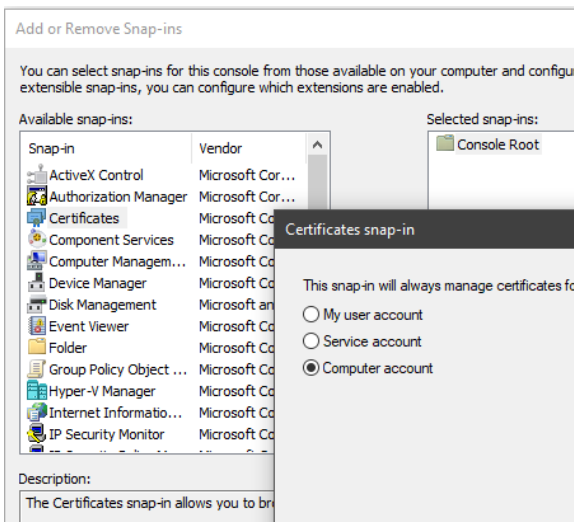 Add or Remove Snap-ins
You can select snap-ins for this console from those available on your computer and configu
extensible snap-ins, you can configure which extensions are enabled.
Available snap-ins:
Selected snap-ins:
Snap-in Vendor
Console Root
ActiveX Control Microsoft Cor...
Authorization Manager Microsoft Cor...
Certificates Microsoft Co
Component Services Microsoft Co
Computer Managem... Microsoft Co
Device Manager Microsoft Co
Disk Management Microsoft an
Event Viewer Microsoft Co
Folder Microsoft Co
Group Policy Object ... Microsoft Co
Hyper-V Manager Microsoft Co
Internet Informatio... Microsoft Co
IP Security Monitor Microsoft Co
Certificates snap-in
This snap-in will always manage certificates fo
My user account
Service account
Computer account
Description:
The Certificates snap-in allows you to bro